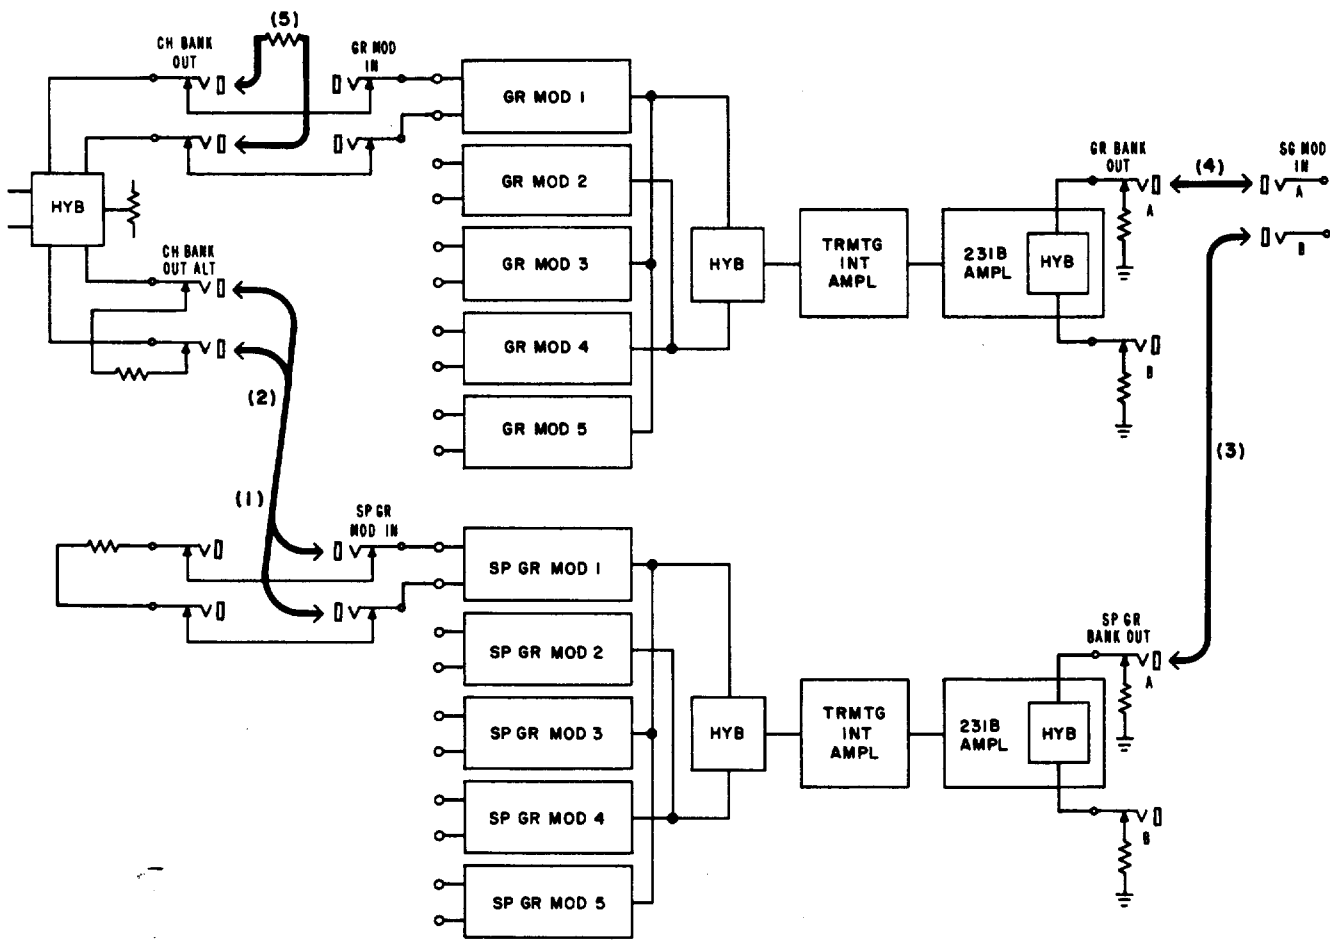 (5)
CH BANK
OUT
GR MOD
IN
GR MOD 1
GR MOD 2
GR MOD 3
GR MOD 4
GR MOD 5
HYB
CH BANK
OUT ALT
HYB
TRMTG
INT
AMPL
231B
AMPL
HYB
GR BANK
OUT
A
B
(4)
SG MOD
IN
A
B
(2)
(1)
(3)
SP GR
MOD IN
SP GR MOD 1
SP GR MOD 2
SP GR MOD 3
SP GR MOD 4
SP GR MOD 5
HYB
TRMTG
INT
AMPL
231B
AMPL
HYB
SP GR
BANK OUT
A
B